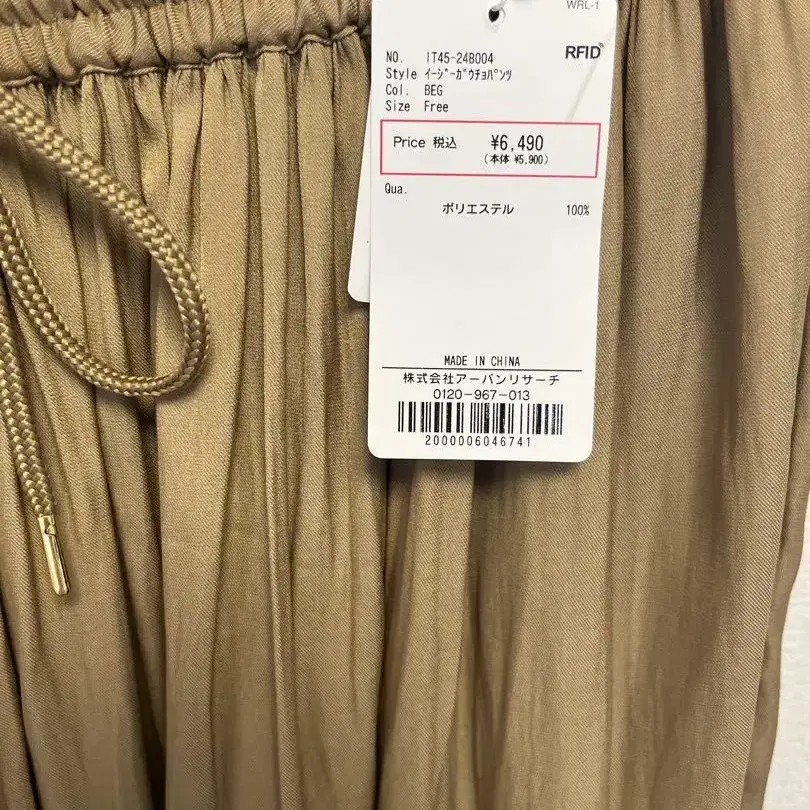 WRL-1
RFID
NO. IT45-24B004
Style ｲｰｼﾞｰｶﾞｳﾁｮﾊﾟﾝﾂ
Col. BEG
Size Free
Price 税込 ¥6,490
(本体 ¥5,900)
Qua.
ポリエステル 100%
MADE IN CHINA
株式会社アーバンリサーチ
0120-967-013
2000006046741